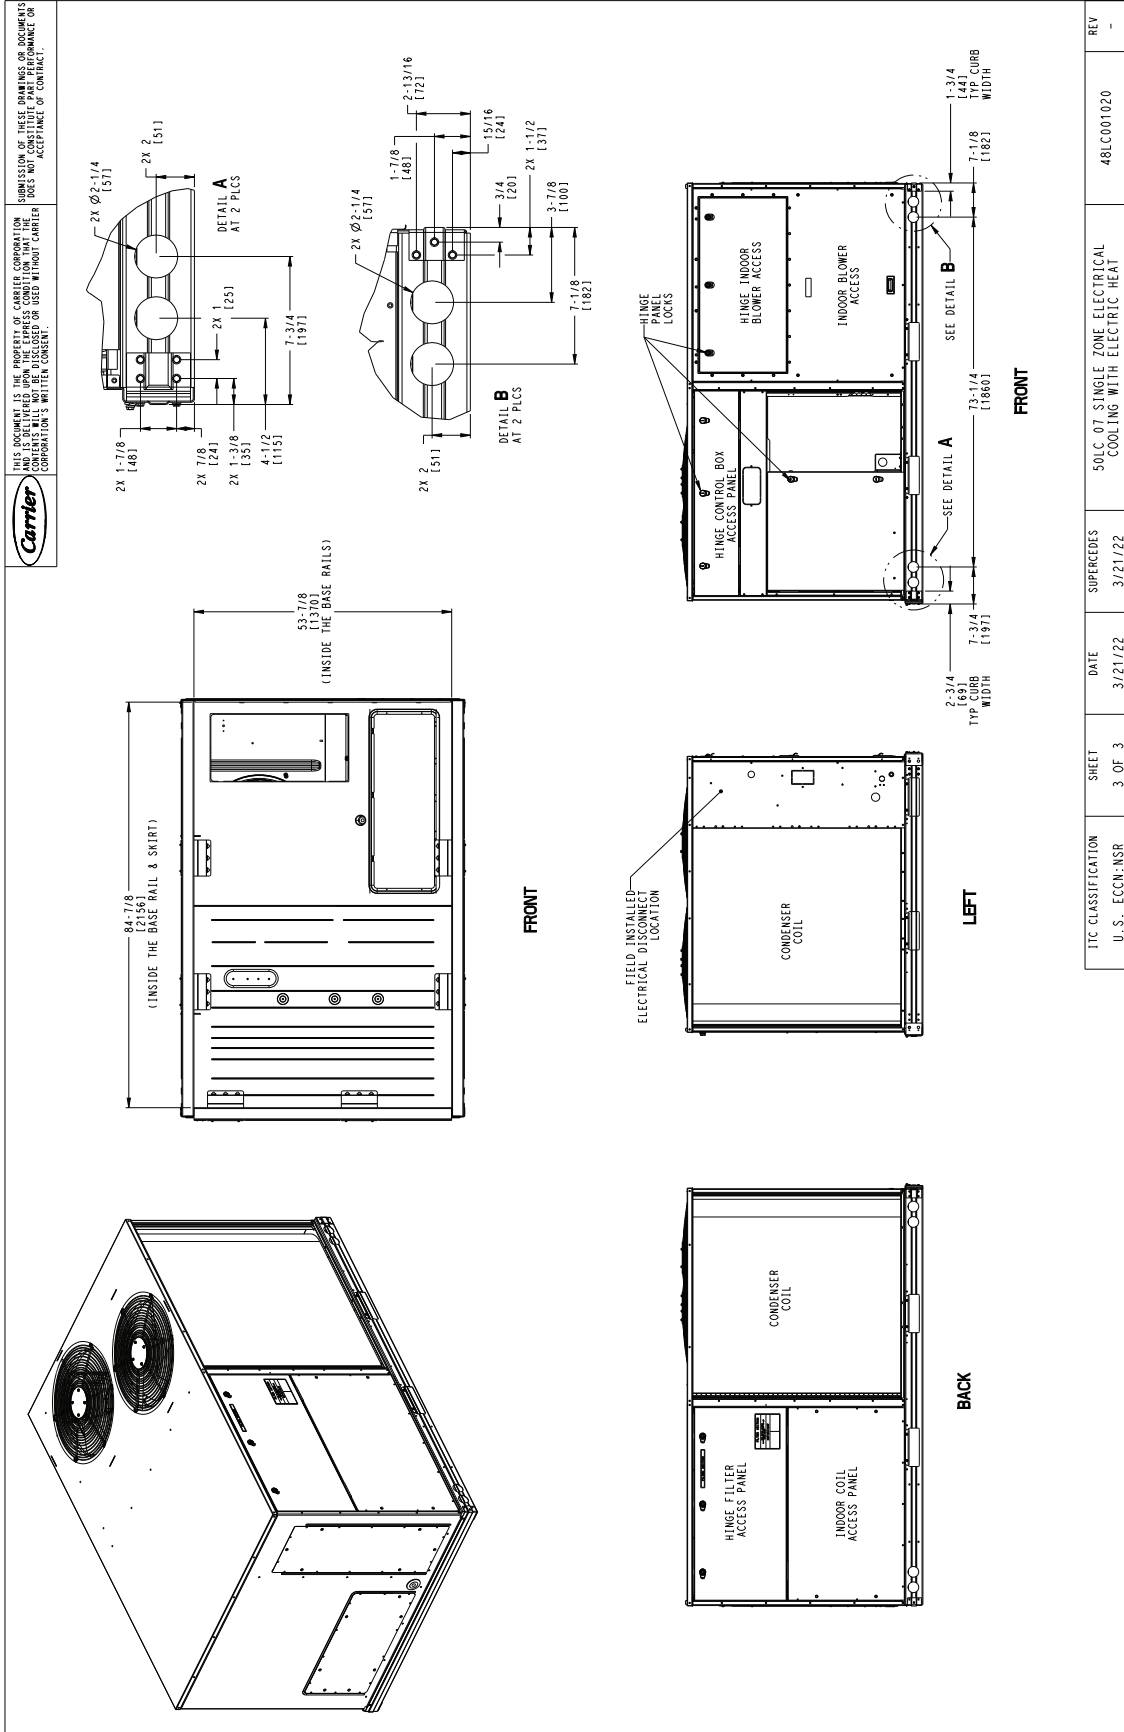 Carrier
THIS DOCUMENT IS THE PROPERTY OF CARRIER CORPORATION
AND IS DELIVERED UPON THE EXPRESS CONDITION THAT THE
CONTENTS WILL NOT BE DISCLOSED OR USED WITHOUT CARRIER
CORPORATION'S WRITTEN CONSENT.
SUBMISSION OF THESE DRAWINGS OR DOCUMENTS
DOES NOT CONSTITUTE PART PERFORMANCE OR
ACCEPTANCE OF CONTRACT.
84-7/8
[2156]
(INSIDE THE BASE RAIL & SKIRT)
53-7/8
[1370]
(INSIDE THE BASE RAILS)
FRONT
2X 1-7/8
[48]
2X 7/8
[24]
2X 1-3/8
[35]
4-1/2
[115]
2X 1
[25]
7-3/4
[197]
2X Ø2-1/4
[57]
2X 2
[51]
DETAIL A
AT 2 PLCS
2X Ø2-1/4
[57]
1-7/8
[48]
2-13/16
[72]
15/16
[24]
3/4
[20]
2X 1-1/2
[37]
3-7/8
[100]
7-1/8
[182]
2X 2
[51]
DETAIL B
AT 2 PLCS
HINGE FILTER
ACCESS PANEL
INDOOR COIL
ACCESS PANEL
CONDENSER
COIL
BACK
FIELD INSTALLED
ELECTRICAL DISCONNECT
LOCATION
CONDENSER
COIL
LEFT
HINGE
PANEL
LOCKS
HINGE CONTROL BOX
ACCESS PANEL
HINGE INDOOR
BLOWER ACCESS
INDOOR BLOWER
ACCESS
SEE DETAIL A
SEE DETAIL B
2-3/4
[69]
TYP CURB
WIDTH
7-3/4
[197]
73-1/4
[1860]
7-1/8
[182]
1-3/4
[44]
TYP CURB
WIDTH
FRONT
ITC CLASSIFICATION
U.S. ECCN:NSR
SHEET
3 OF 3
DATE
3/21/22
SUPERCEDES
3/21/22
50LC 07 SINGLE ZONE ELECTRICAL
COOLING WITH ELECTRIC HEAT
48LC001020
REV
-